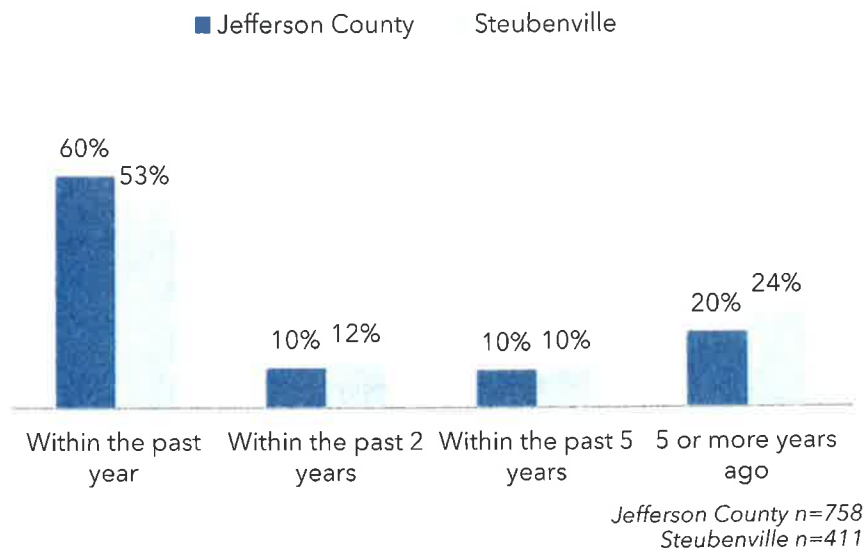 Jefferson County Steubenville
60%
53%
10% 12%
10% 10%
20%
24%
Within the past year
Within the past 2 years
Within the past 5 years
5 or more years ago
Jefferson County n=758
Steubenville n=411